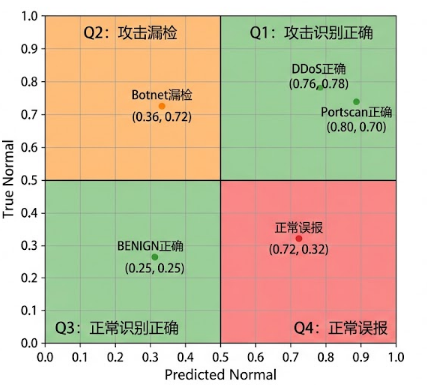 1.0
0.9
0.8
0.7
0.6
0.5
0.4
0.3
0.2
0.1
0.0
True Normal
Q2：攻击漏检
Q1：攻击识别正确
DDoS正确
(0.76, 0.78)
Botnet漏检
(0.36, 0.72)
Portscan正确
(0.80, 0.70)
正常误报
(0.72, 0.32)
BENIGN正确
(0.25, 0.25)
Q3：正常识别正确
Q4：正常误报
0.0 0.1 0.2 0.3 0.4 0.5 0.6 0.7 0.8 0.9 1.0
Predicted Normal